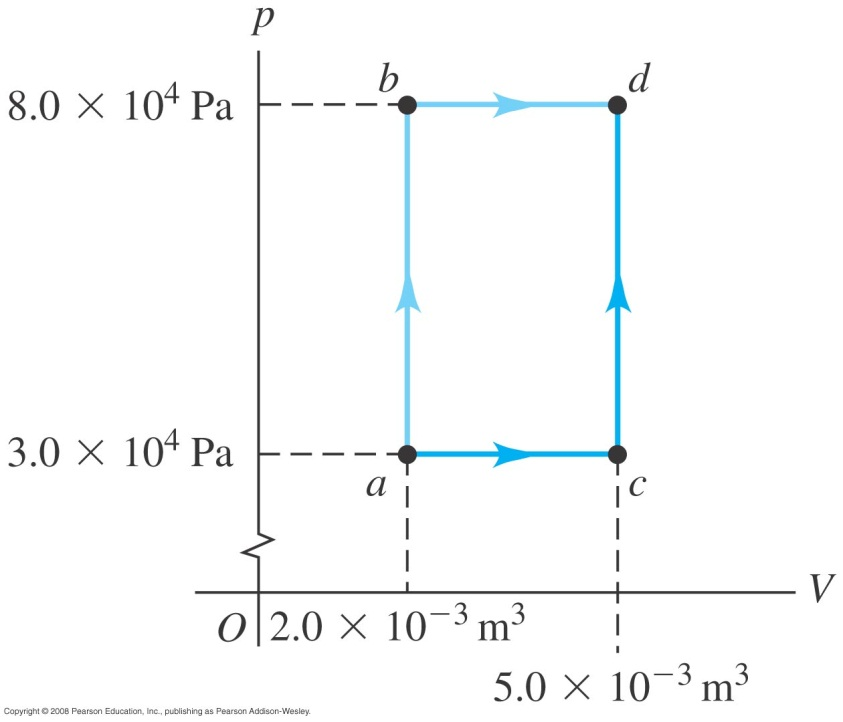 p
b
d
8.0 × 10⁴ Pa
3.0 × 10⁴ Pa
a
c
V
O
2.0 × 10⁻³ m³
5.0 × 10⁻³ m³
Copyright © 2008 Pearson Education, Inc., publishing as Pearson Addison-Wesley.